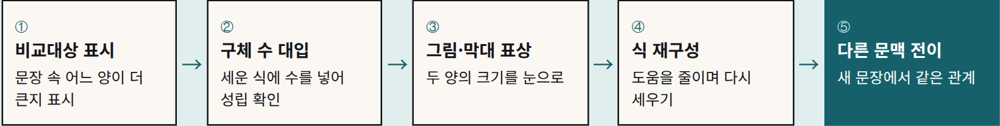 ①
비교대상 표시
문장 속 어느 양이 더
큰지 표시
→
②
구체 수 대입
세운 식에 수를 넣어
성립 확인
→
③
그림·막대 표상
두 양의 크기를 눈으로
→
④
식 재구성
도움을 줄이며 다시
세우기
→
⑤
다른 문맥 전이
새 문장에서 같은 관계